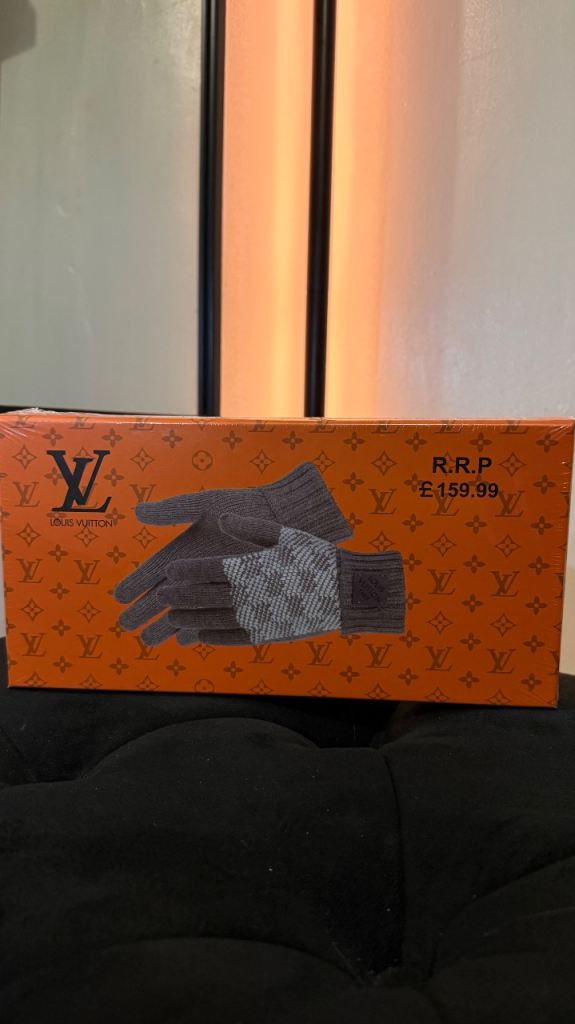 LV
LOUIS VUITTON
R.R.P
£159.99